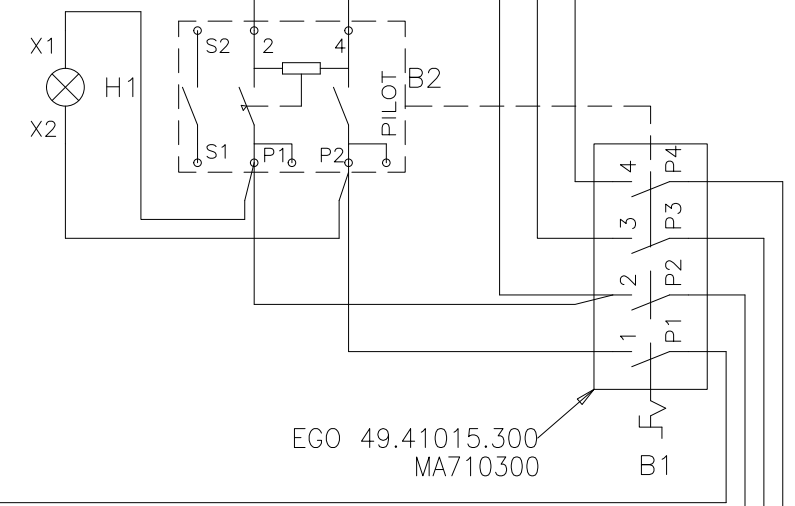 X1
H1
X2
S2
2
4
B2
PILOT
S1
P1
P2
4
P4
3
P3
2
P2
1
P1
EGO 49.41015.300
MA710300
B1